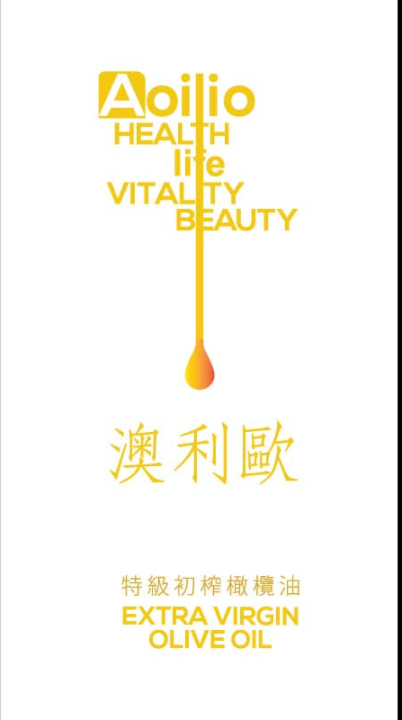 Aoilio
HEALTH
life
VITALITY
BEAUTY
澳利歐
特級初榨橄欖油
EXTRA VIRGIN
OLIVE OIL